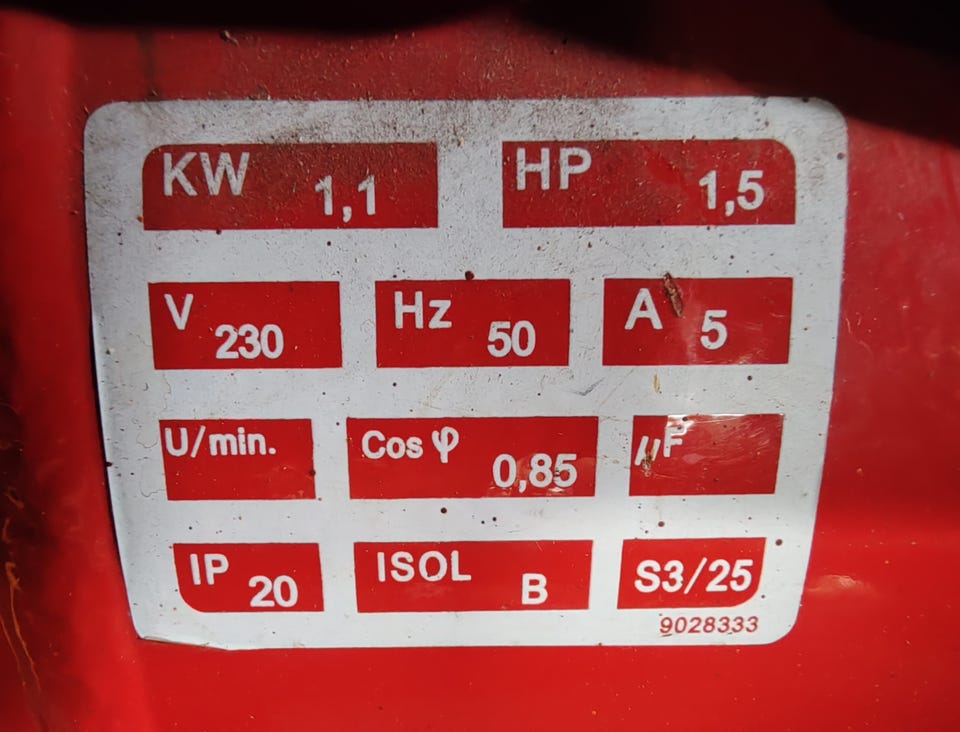 KW 1,1 HP 1,5
V 230 Hz 50 A 5
U/min. Cos φ 0,85 µF
IP 20 ISOL B S3/25
9028333